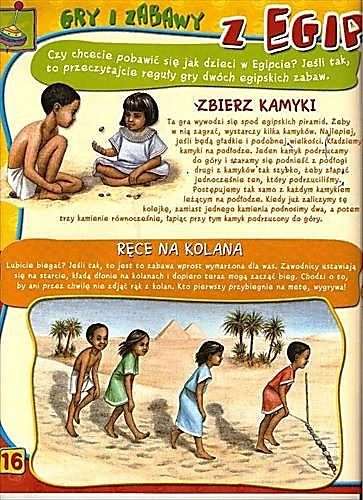 GRY I ZABAWY
Z EGIP
Czy chcecie pobawić się jak dzieci w Egipcie? Jeśli tak,
to przeczytajcie reguły gry dwóch egipskich zabaw.
ZBIERZ KAMYKI
Ta gra wywodzi się spod egipskich piramid. Żeby
w nią zagrać, wystarczy kilka kamyków. Najlepiej,
jeśli będą gładkie i podobnej wielkości. Kładziemy
kamyki na podłodze. Jeden kamyk podrzucamy
do góry i staramy się podnieść z podłogi
drugi z kamyków tak szybko, żeby złapać
jednocześnie ten, który podrzuciliśmy.
Postępujemy tak samo z każdym kamykiem
leżącym na podłodze. Kiedy już zaliczymy tę
kolejkę, zamiast jednego kamienia podnosimy dwa, a potem
trzy kamienie równocześnie, łapiąc przy tym kamyk podrzucony do góry.
RĘCE NA KOLANA
Lubicie biegać? Jeśli tak, to jest to zabawa wprost wymarzona dla was. Zawodnicy ustawiają
się na starcie, kładą dłonie na kolanach i dopiero teraz mogą zacząć bieg. Chodzi o to,
by ani przez chwilę nie zdjąć rąk z kolan. Kto pierwszy przybiegnie na metę, wygrywa!
16